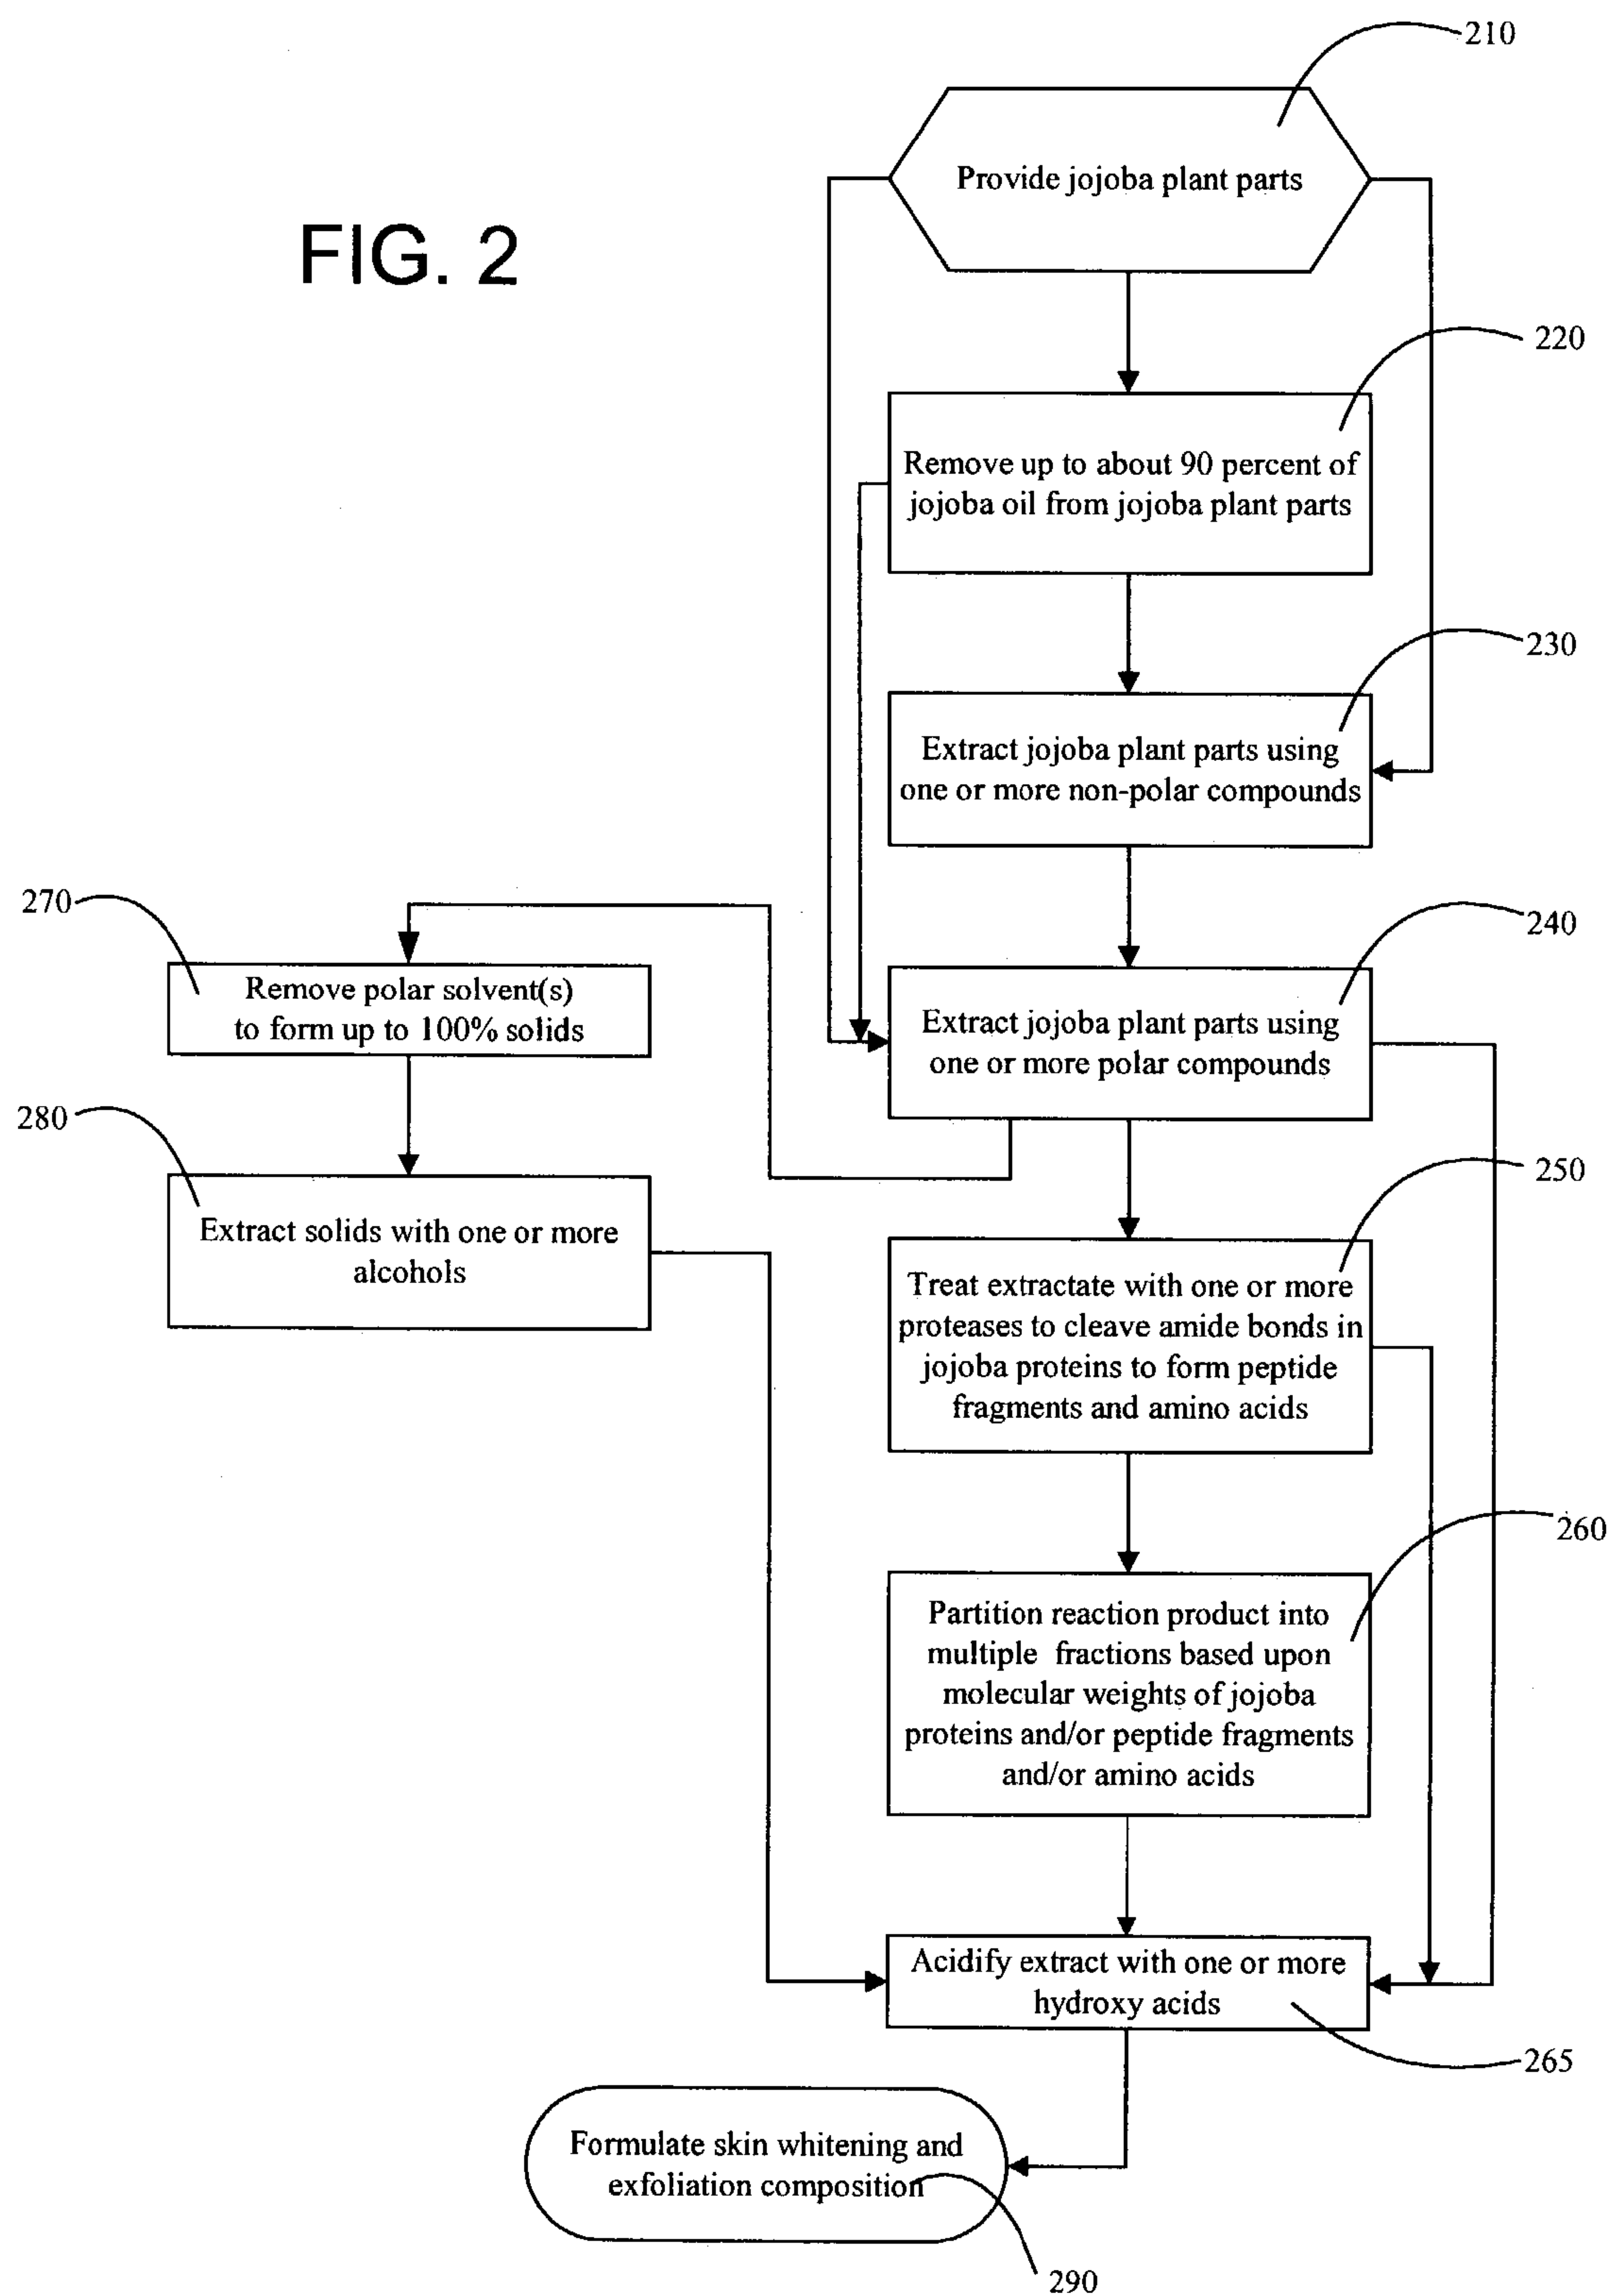 210
Provide jojoba plant parts
FIG. 2
220
Remove up to about 90 percent of
jojoba oil from jojoba plant parts
230
Extract jojoba plant parts using
one or more non-polar compounds
270
240
Remove polar solvent(s)
to form up to 100% solids
Extract jojoba plant parts using
one or more polar compounds
280
250
Extract solids with one or more
alcohols
Treat extractate with one or more
proteases to cleave amide bonds in
jojoba proteins to form peptide
fragments and amino acids
260
Partition reaction product into
multiple fractions based upon
molecular weights of jojoba
proteins and/or peptide fragments
and/or amino acids
Acidify extract with one or more
hydroxy acids
265
Formulate skin whitening and
exfoliation composition
290